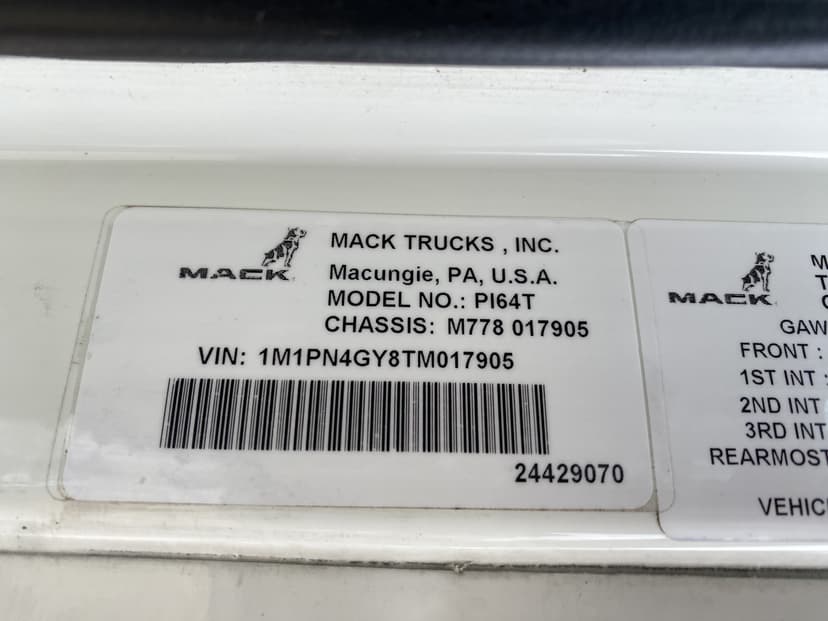 MACK
MACK TRUCKS , INC.
Macungie, PA, U.S.A.
MODEL NO.: PI64T
CHASSIS: M778 017905
VIN: 1M1PN4GY8TM017905
24429070
MACK
M
T
GAW
FRONT :
1ST INT :
2ND INT
3RD INT
REARMOST
VEHIC